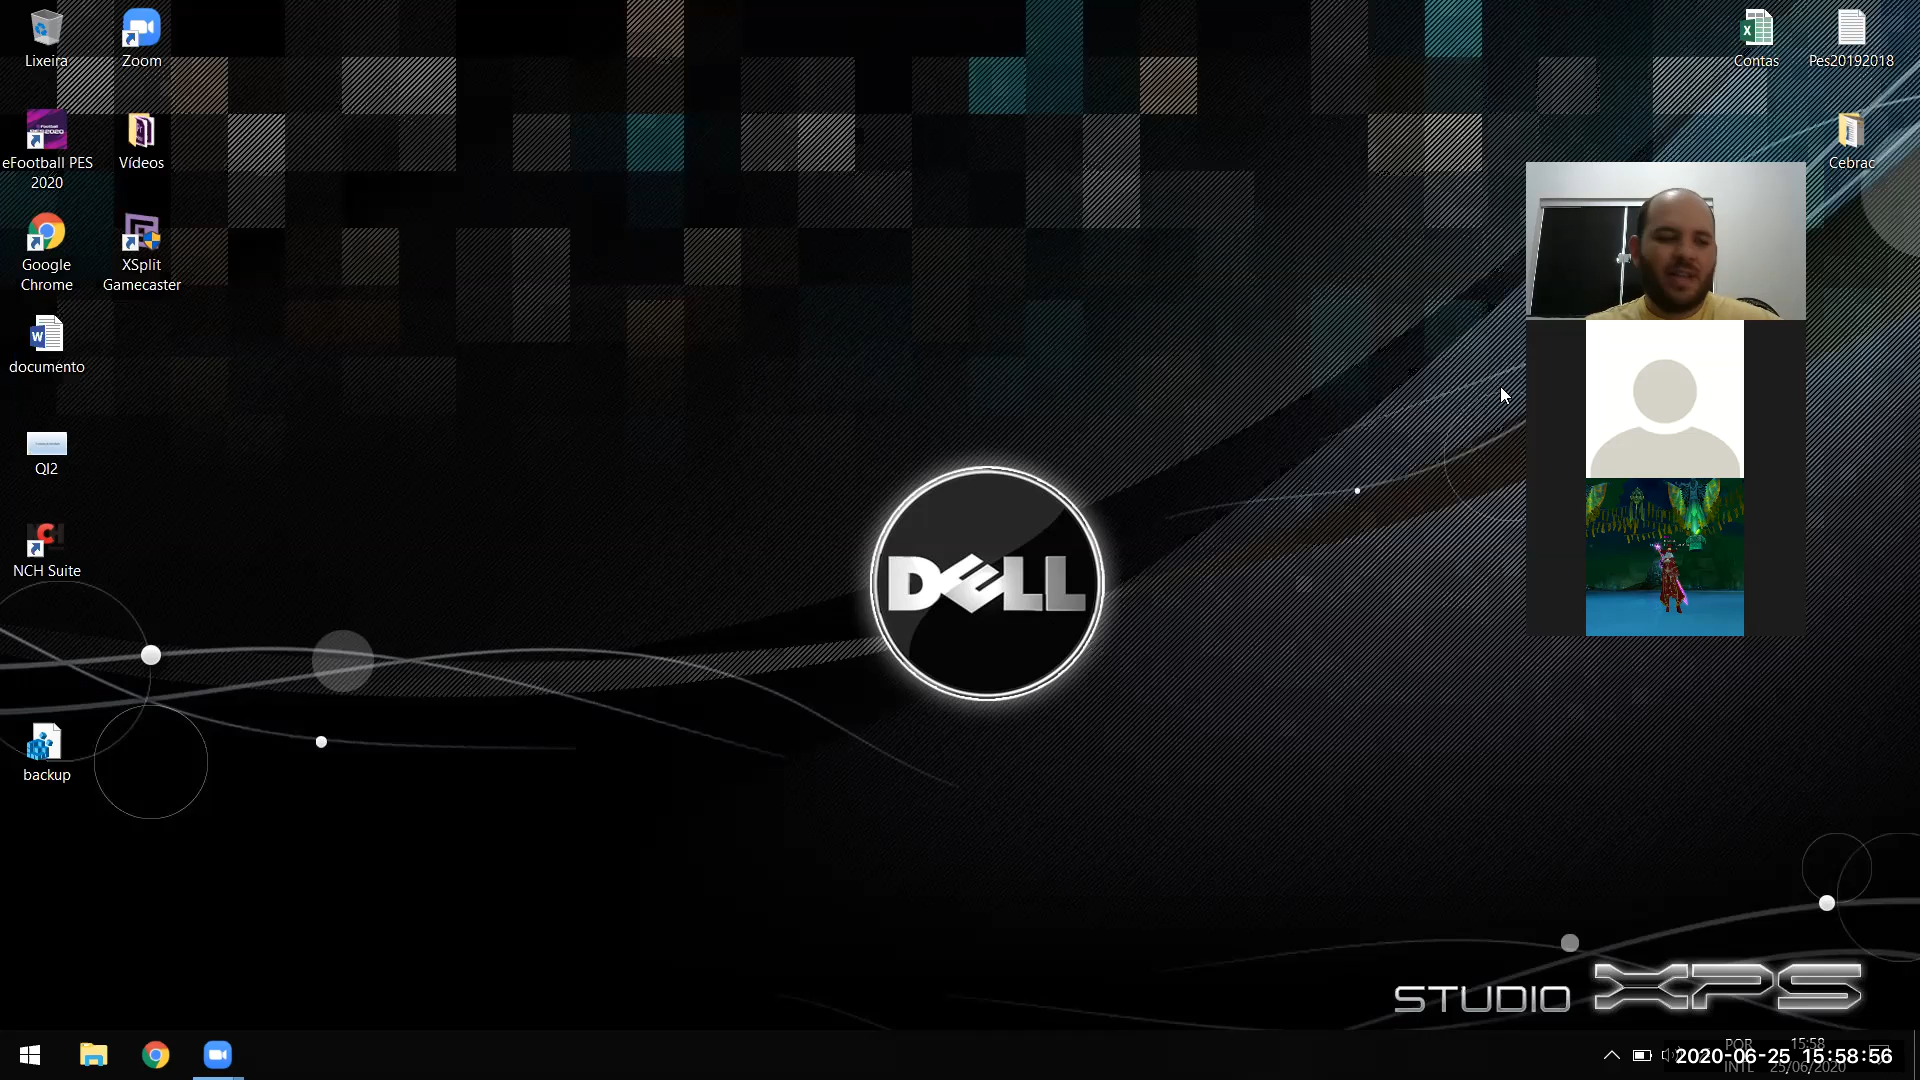 Lixeira
Zoom
Contas
Pes20192018
eFootball PES
2020
Vídeos
Cebrac
Google
Chrome
XSplit
Gamecaster
documento
QI2
NCH Suite
DELL
backup
STUDIO XPS
POR
INTL
15:58
25/06/2020
2020-06-25 15:58:56